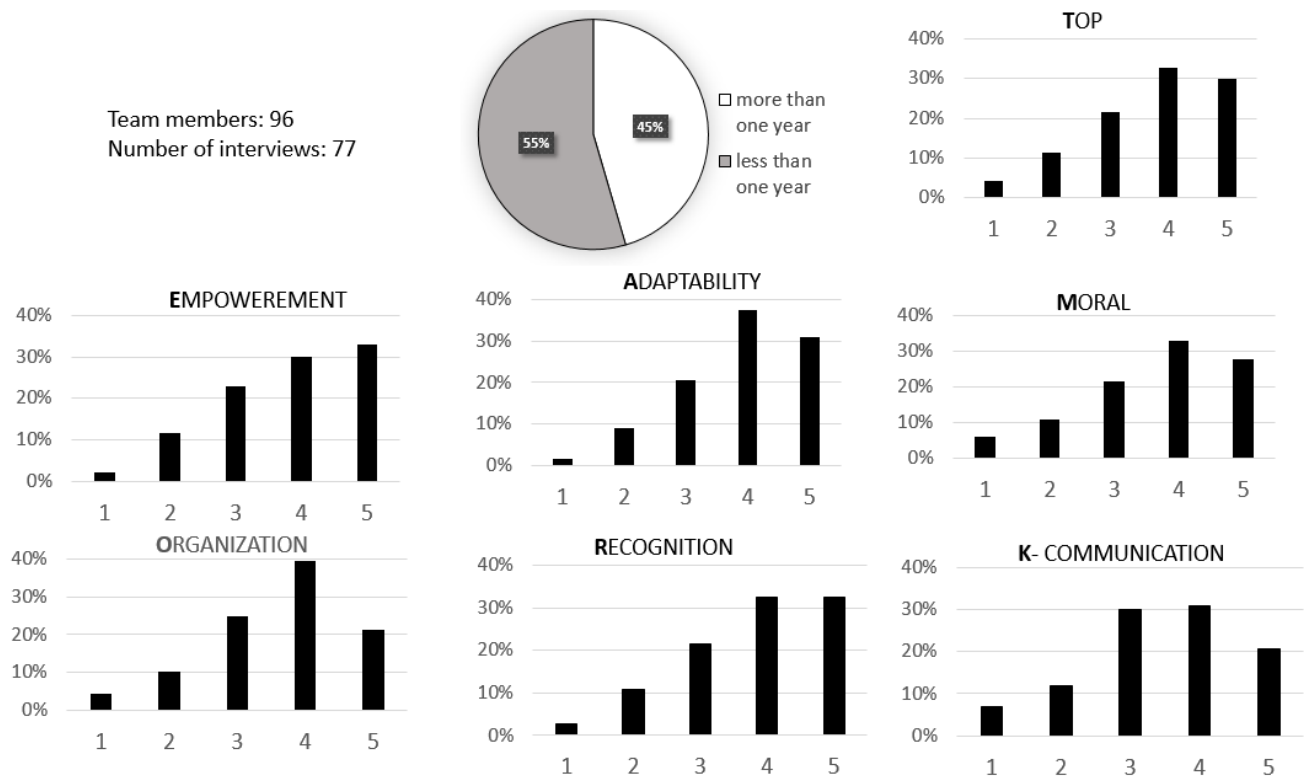 Team members: 96
Number of interviews: 77
45%
55%
more than
one year
less than
one year
TOP
40%
30%
20%
10%
0%
1 2 3 4 5
EMPOWEREMENT
40%
30%
20%
10%
0%
1 2 3 4 5
ADAPTABILITY
40%
30%
20%
10%
0%
1 2 3 4 5
MORAL
40%
30%
20%
10%
0%
1 2 3 4 5
ORGANIZATION
40%
30%
20%
10%
0%
1 2 3 4 5
RECOGNITION
40%
30%
20%
10%
0%
1 2 3 4 5
K- COMMUNICATION
40%
30%
20%
10%
0%
1 2 3 4 5